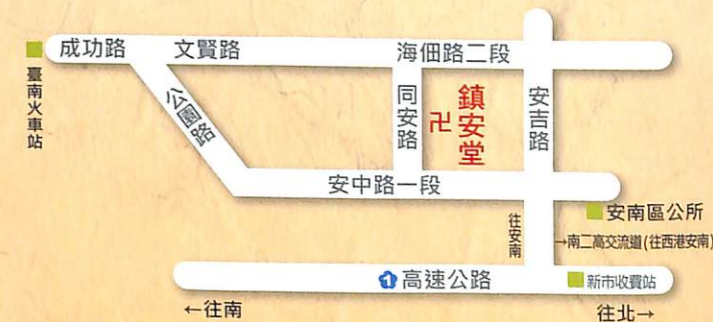 成功路
文賢路
海佃路二段
臺南火車站
公園路
同安路
卍
鎮安堂
安吉路
安中路一段
安南區公所
往安南
→南二高交流道(往西港安南)
1
高速公路
新市收費站
←往南
往北→